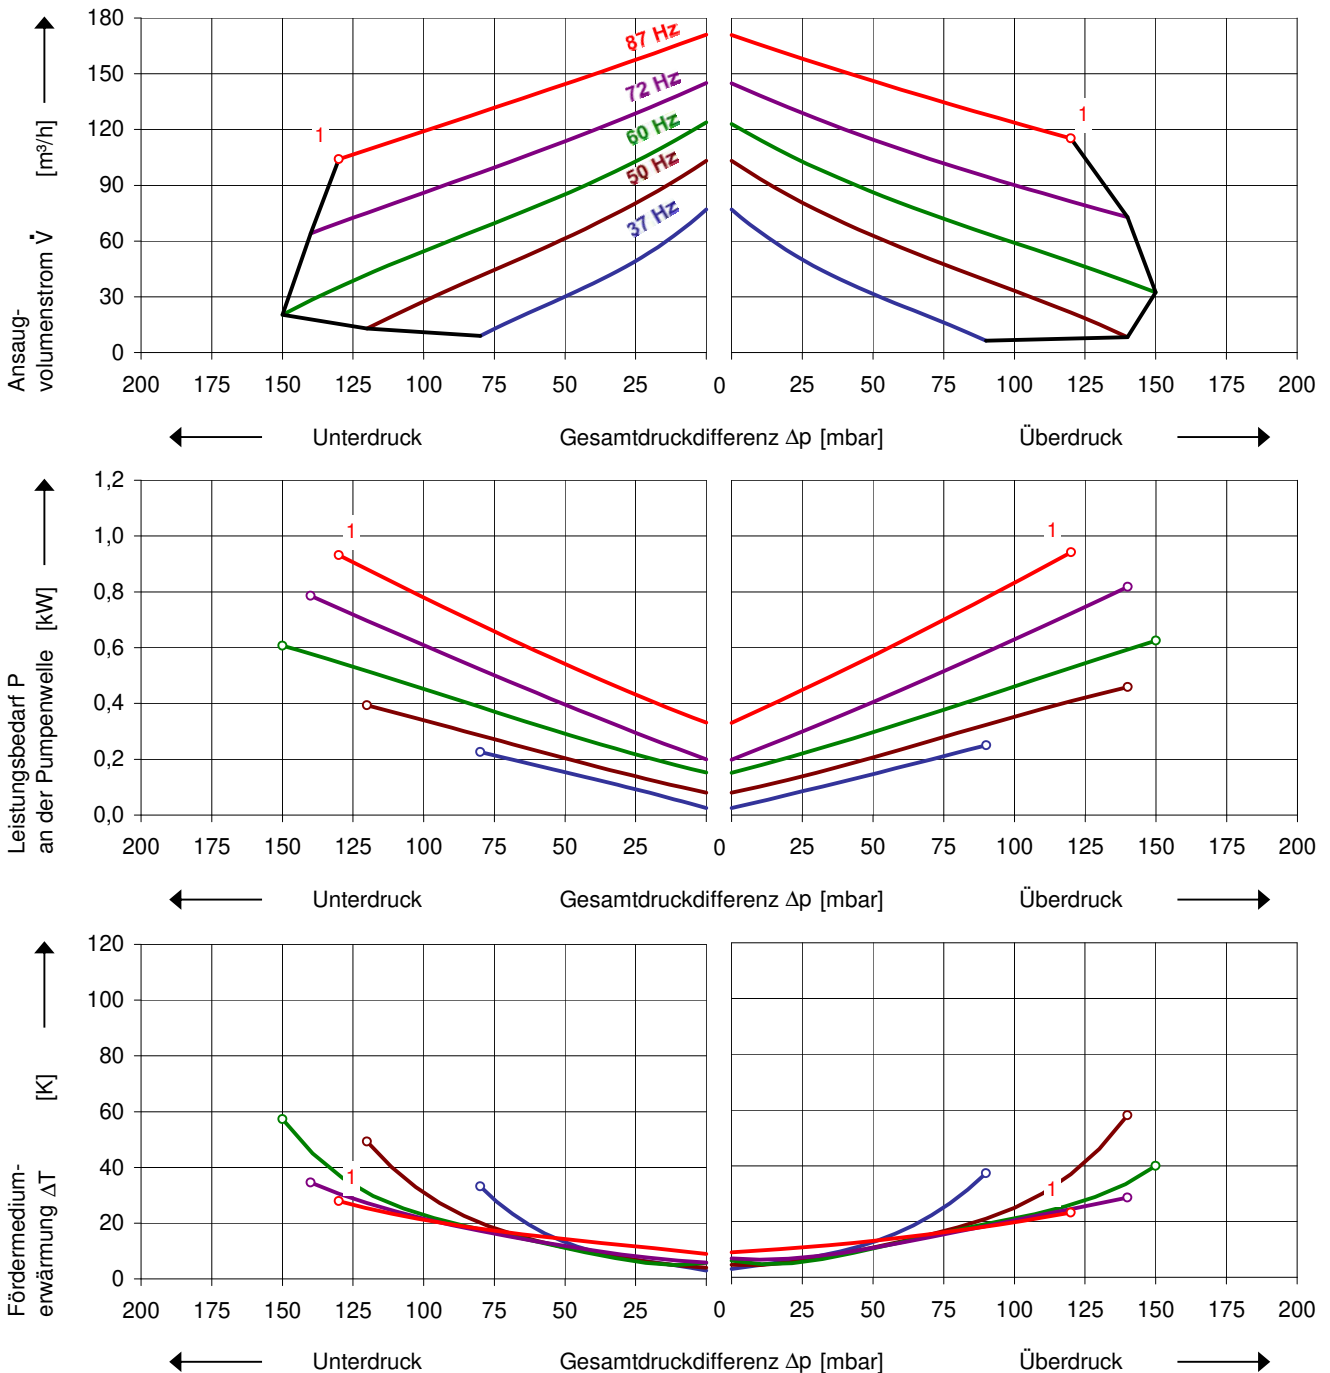 180
150
120
90
60
30
0
Ansaug-
volumenstrom V̇ [m³/h]
87 Hz
72 Hz
60 Hz
50 Hz
37 Hz
1
1
200 175 150 125 100 75 50 25 0 25 50 75 100 125 150 175 200
Unterdruck Gesamtdruckdifferenz Δp [mbar] Überdruck
1,2
1,0
0,8
0,6
0,4
0,2
0,0
Leistungsbedarf P
an der Pumpenwelle [kW]
1
1
200 175 150 125 100 75 50 25 0 25 50 75 100 125 150 175 200
Unterdruck Gesamtdruckdifferenz Δp [mbar] Überdruck
120
100
80
60
40
20
0
Fördermedium-
erwärmung ΔT [K]
1
1
200 175 150 125 100 75 50 25 0 25 50 75 100 125 150 175 200
Unterdruck Gesamtdruckdifferenz Δp [mbar] Überdruck